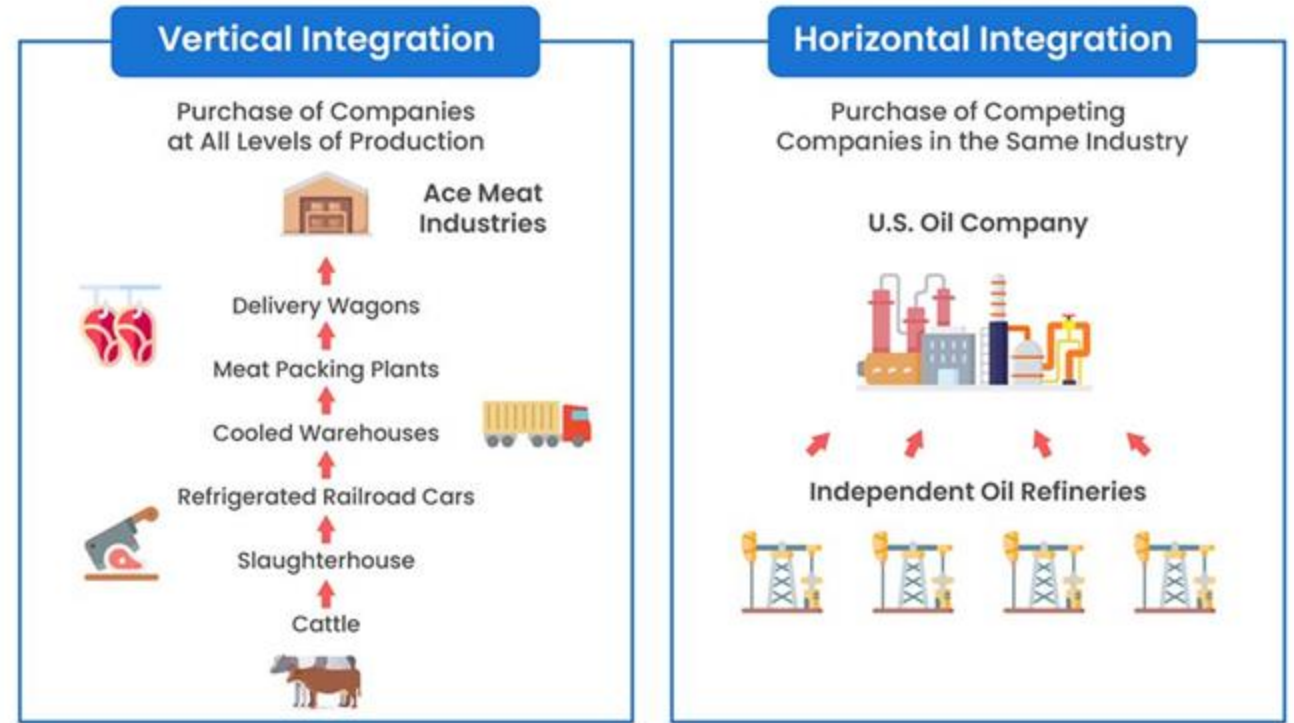 Vertical Integration
Purchase of Companies
at All Levels of Production
Ace Meat
Industries
Delivery Wagons
Meat Packing Plants
Cooled Warehouses
Refrigerated Railroad Cars
Slaughterhouse
Cattle
Horizontal Integration
Purchase of Competing
Companies in the Same Industry
U.S. Oil Company
Independent Oil Refineries